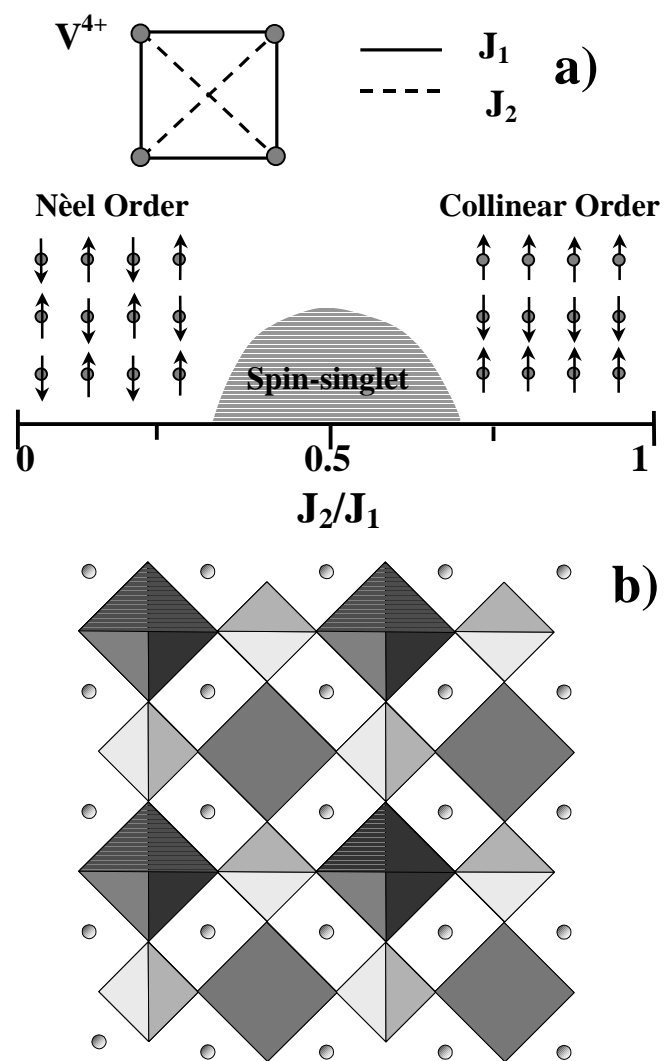 V⁴⁺
J₁
a)
J₂
Nèel Order
Collinear Order
Spin-singlet
0
0.5
1
J₂/J₁
b)